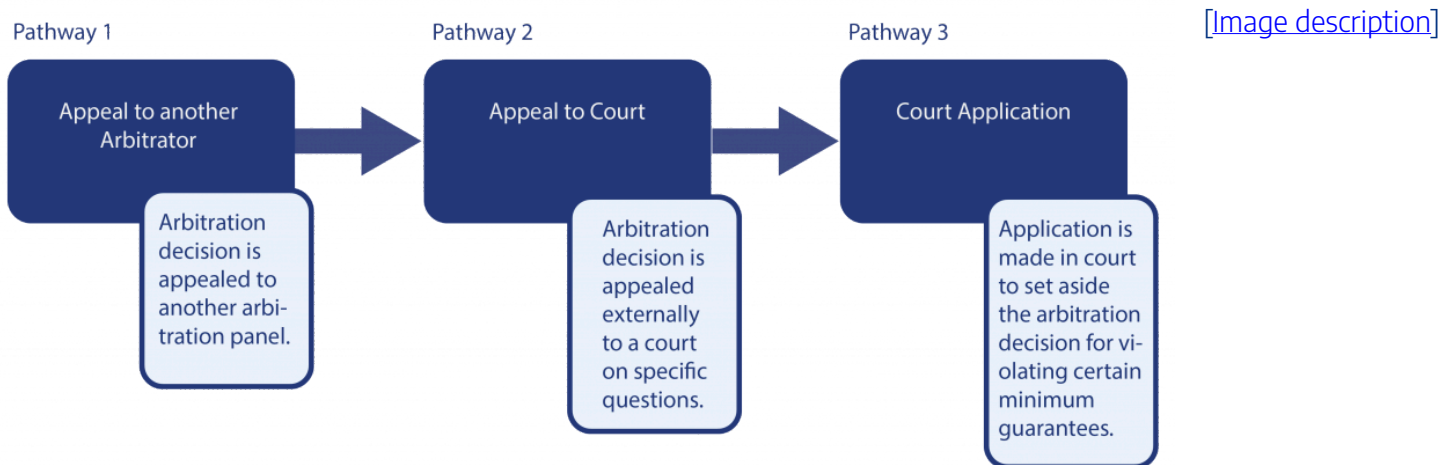 Pathway 1
Pathway 2
Pathway 3
[Image description]
Appeal to another
Arbitrator
Arbitration
decision is
appealed to
another arbi-
tration panel.
Appeal to Court
Arbitration
decision is
appealed
externally
to a court
on specific
questions.
Court Application
Application is
made in court
to set aside
the arbitration
decision for vi-
olating certain
minimum
guarantees.